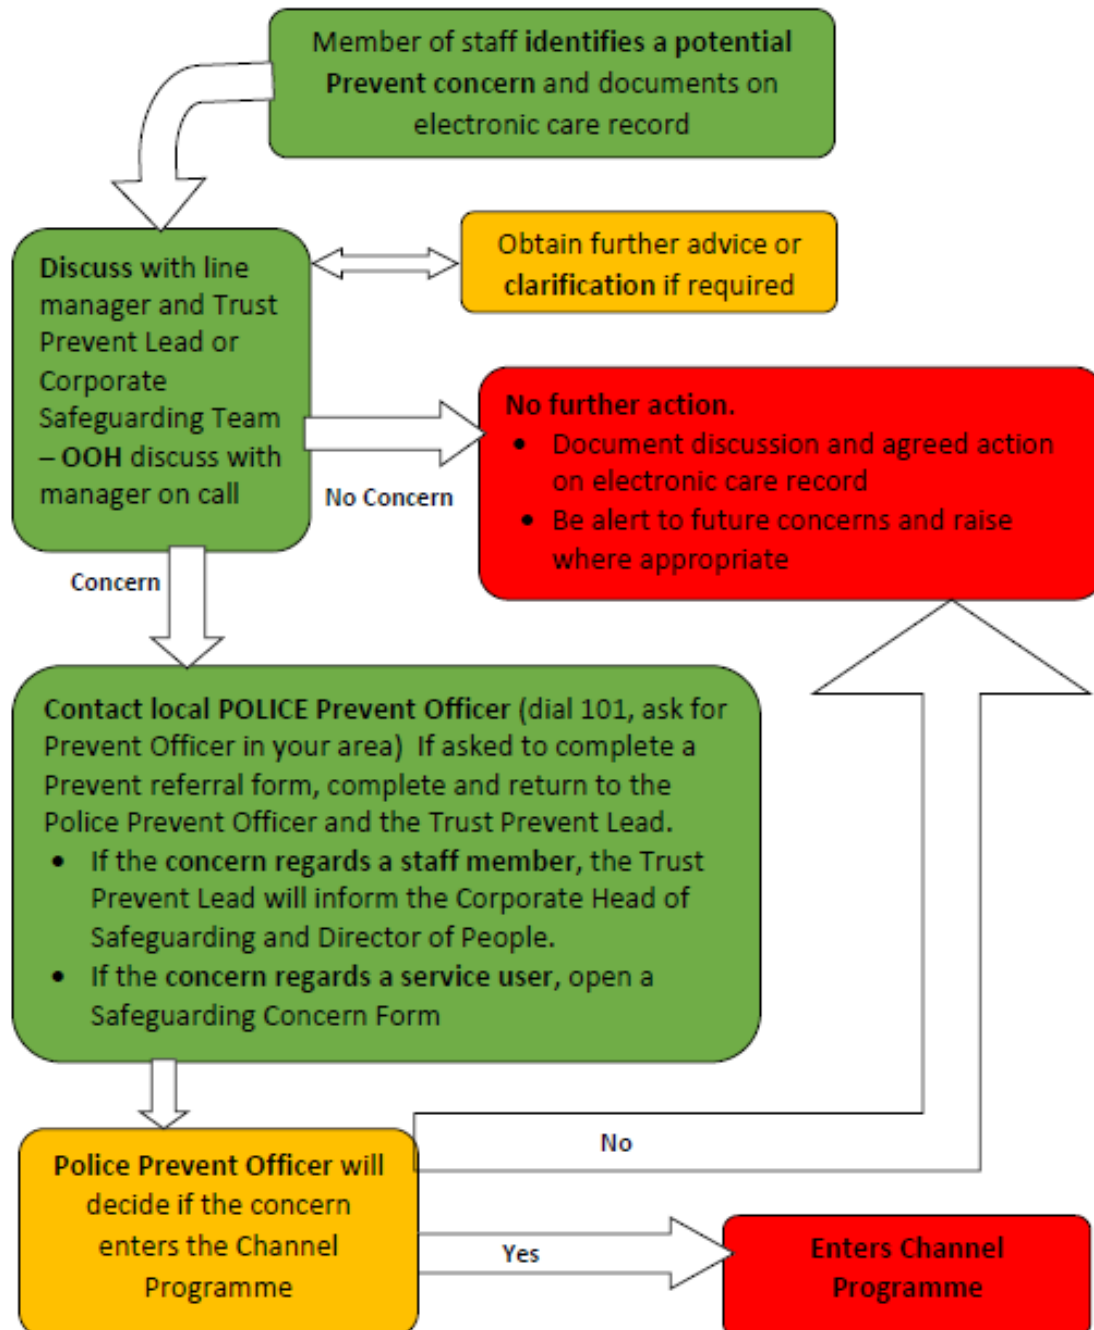 Member of staff identifies a potential
Prevent concern and documents on
electronic care record
Discuss with line
manager and Trust
Prevent Lead or
Corporate
Safeguarding Team
– OOH discuss with
manager on call
Obtain further advice or
clarification if required
No Concern
No further action.
• Document discussion and agreed action
on electronic care record
• Be alert to future concerns and raise
where appropriate
Concern
Contact local POLICE Prevent Officer (dial 101, ask for
Prevent Officer in your area)  If asked to complete a
Prevent referral form, complete and return to the
Police Prevent Officer and the Trust Prevent Lead.
• If the concern regards a staff member, the Trust
Prevent Lead will inform the Corporate Head of
Safeguarding and Director of People.
• If the concern regards a service user, open a
Safeguarding Concern Form
Police Prevent Officer will
decide if the concern
enters the Channel
Programme
No
Yes
Enters Channel
Programme